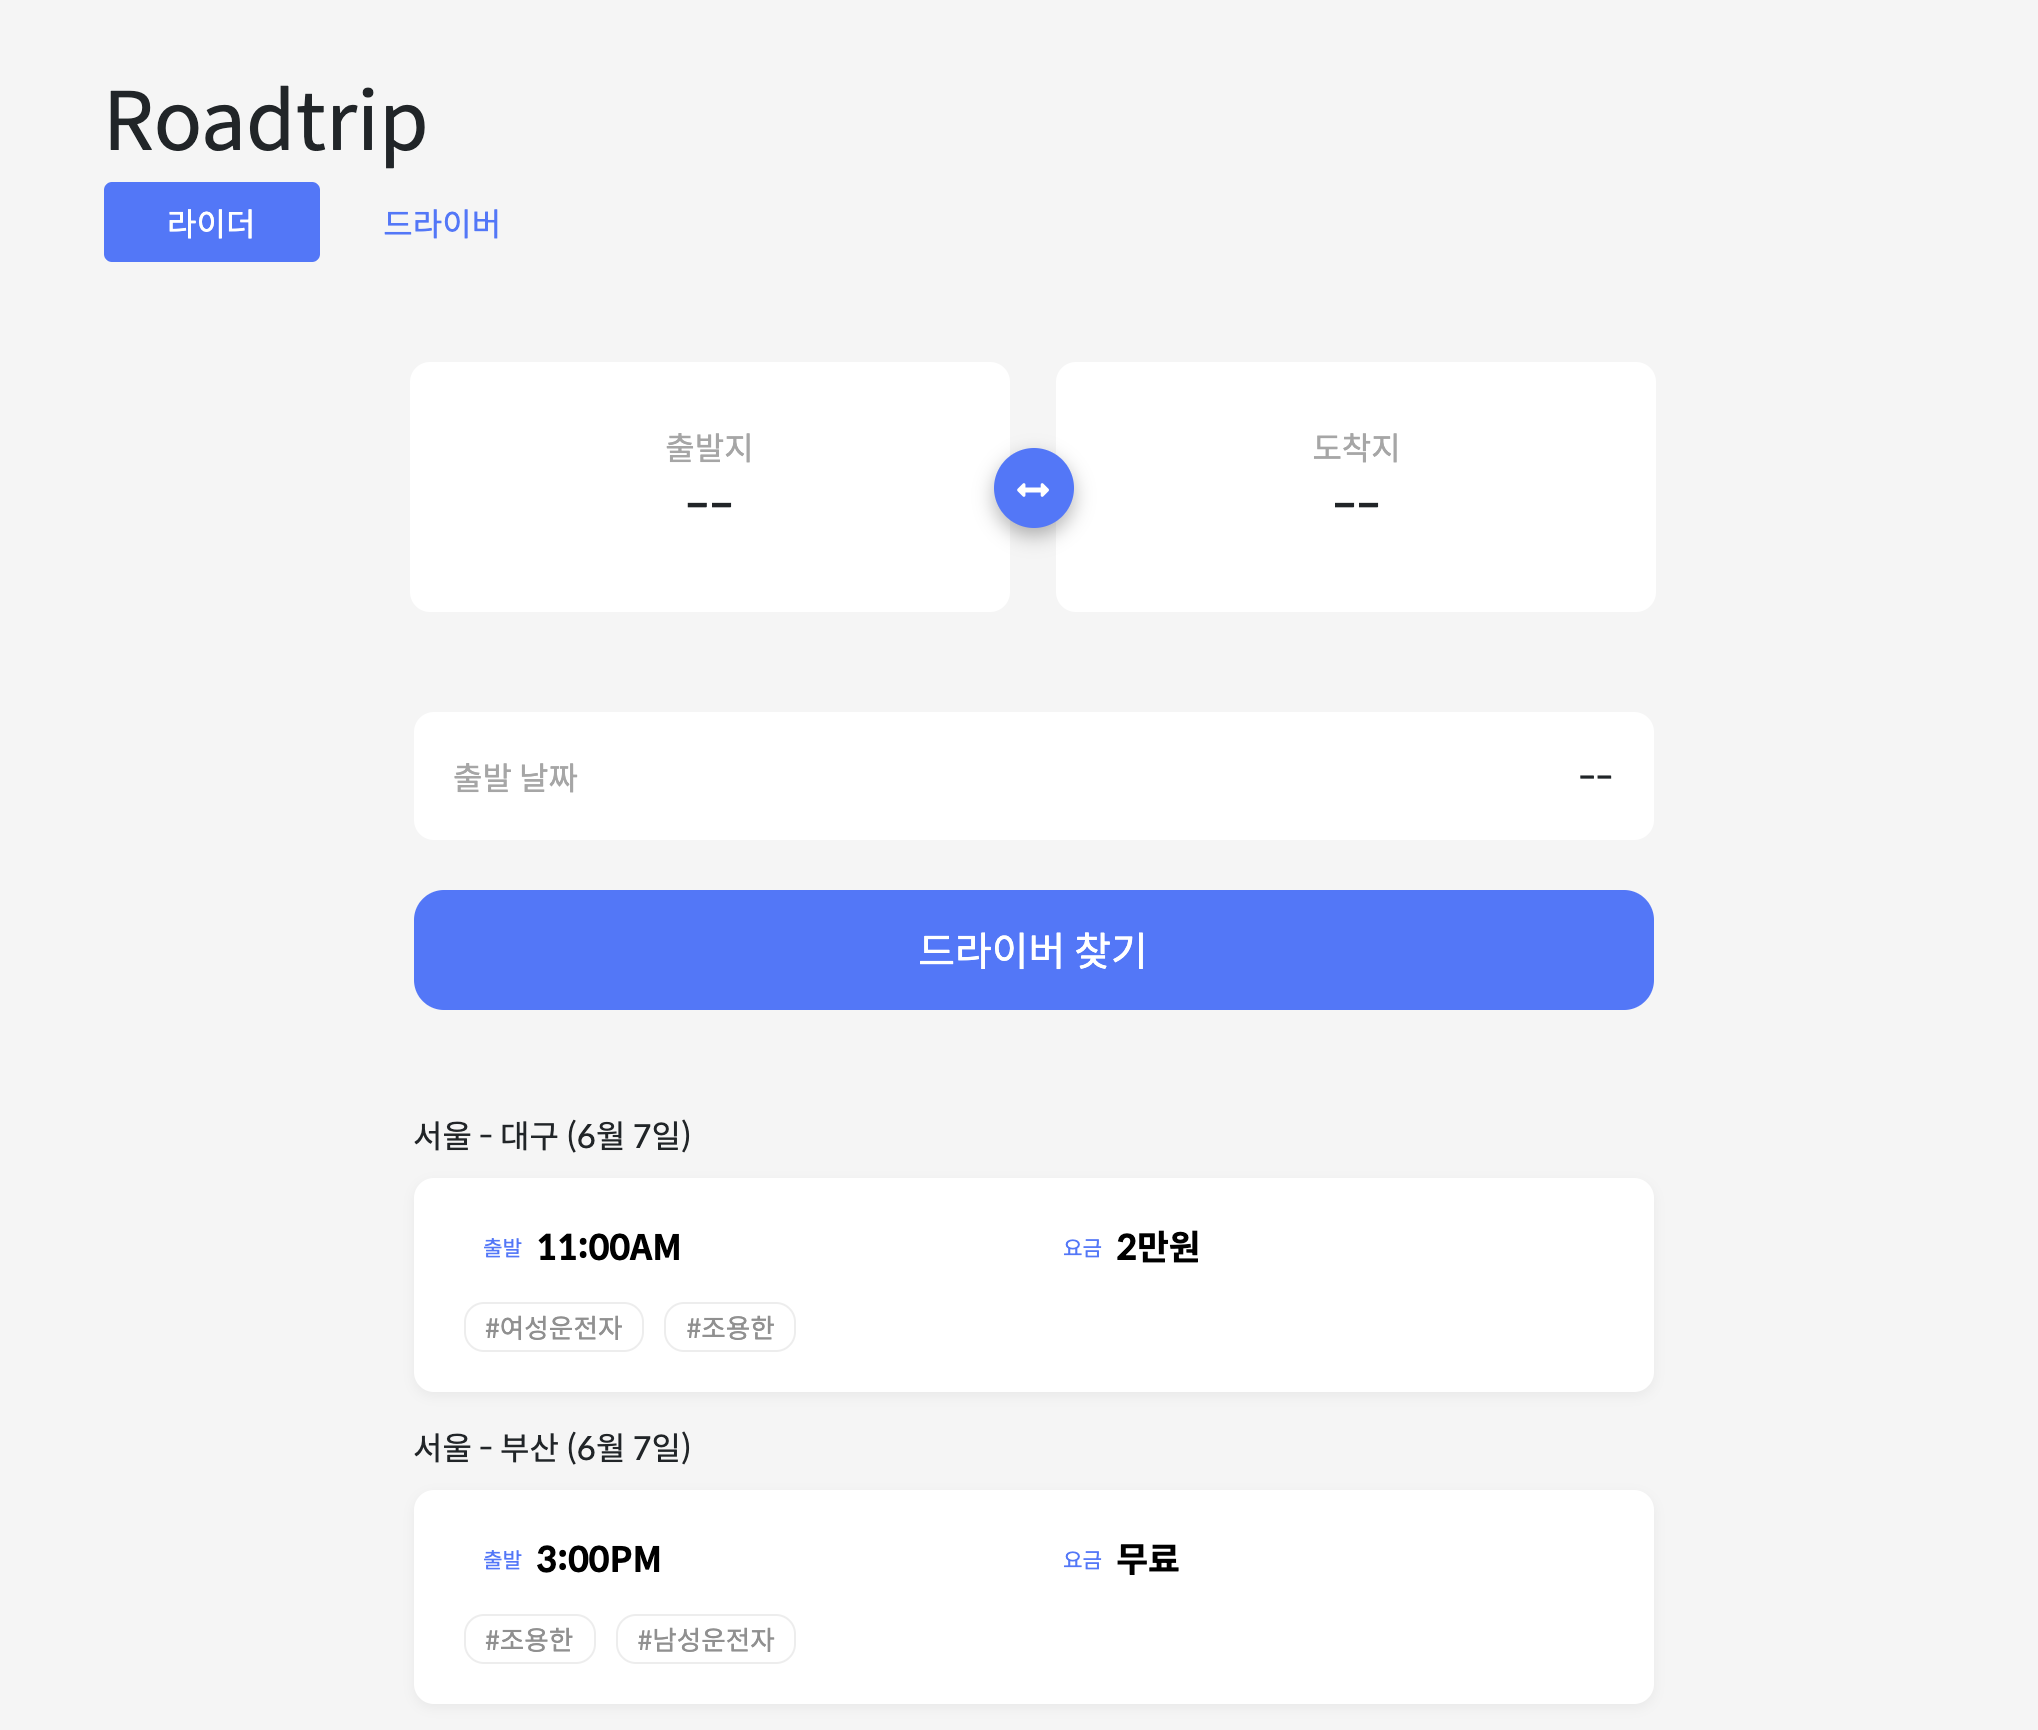 Roadtrip
라이더 드라이버
출발지 도착지
-- --
출발 날짜 --
드라이버 찾기
서울 - 대구 (6월 7일)
출발 11:00AM 요금 2만원
#여성운전자 #조용한
서울 - 부산 (6월 7일)
출발 3:00PM 요금 무료
#조용한 #남성운전자